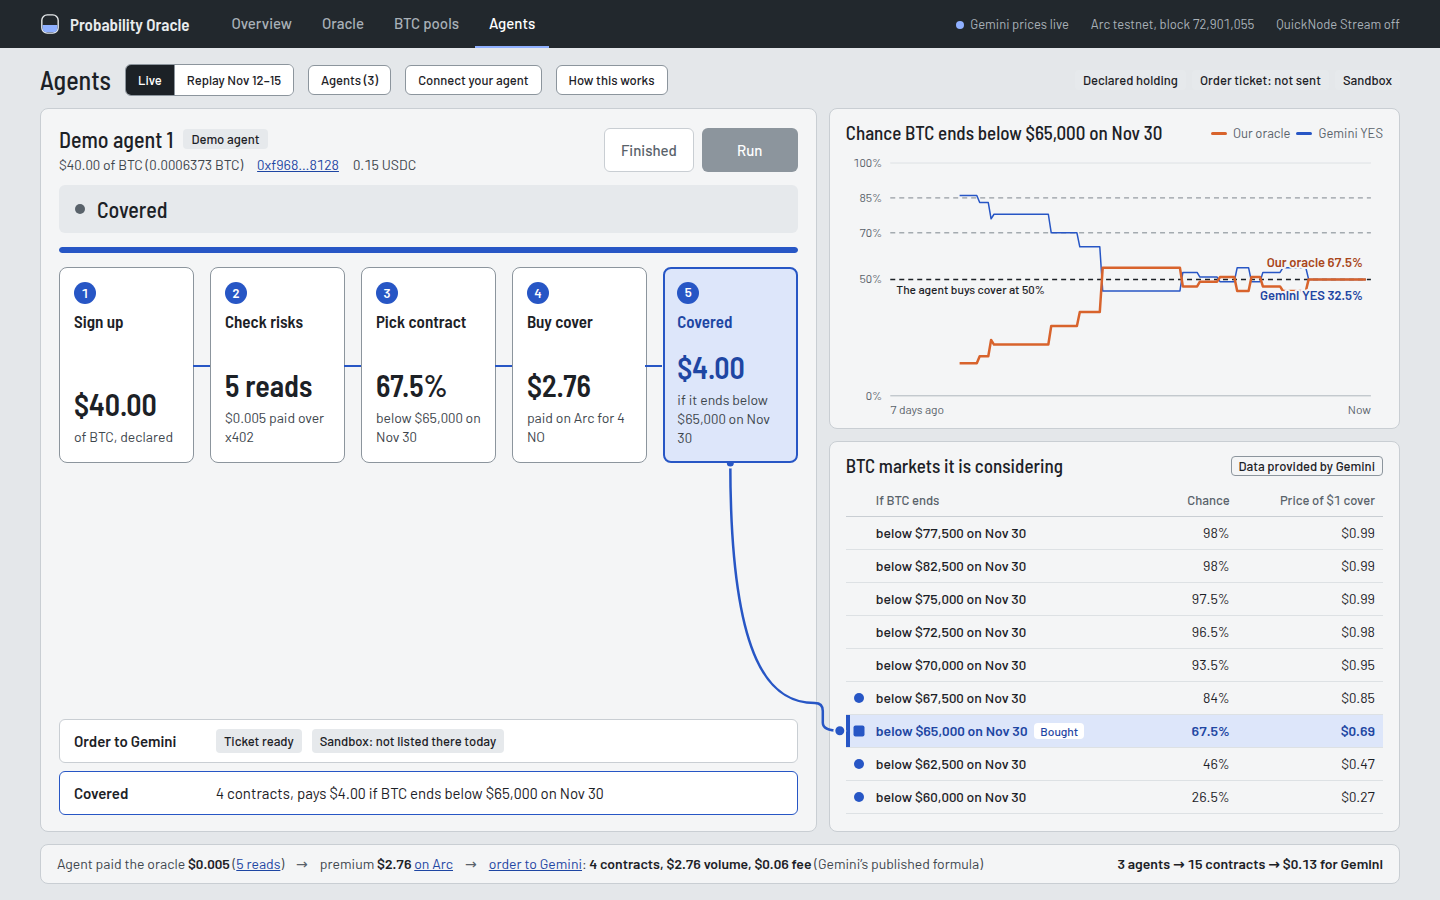 Probability Oracle
Overview
Oracle
BTC pools
Agents
Gemini prices live
Arc testnet, block 72,901,055
QuickNode Stream off
Agents
Live
Replay Nov 12–15
Agents (3)
Connect your agent
How this works
Declared holding
Order ticket: not sent
Sandbox
Demo agent 1
Demo agent
$40.00 of BTC (0.0006373 BTC)
0xf968...8128
0.15 USDC
Finished
Run
Covered
1
Sign up
$40.00
of BTC, declared
2
Check risks
5 reads
$0.005 paid over
x402
3
Pick contract
67.5%
below $65,000 on
Nov 30
4
Buy cover
$2.76
paid on Arc for 4
NO
5
Covered
$4.00
if it ends below
$65,000 on Nov
30
Order to Gemini
Ticket ready
Sandbox: not listed there today
Covered
4 contracts, pays $4.00 if BTC ends below $65,000 on Nov 30
Chance BTC ends below $65,000 on Nov 30
Our oracle
Gemini YES
100%
85%
70%
50%
0%
Our oracle 67.5%
The agent buys cover at 50%
Gemini YES 32.5%
7 days ago
Now
BTC markets it is considering
Data provided by Gemini
If BTC ends Chance Price of $1 cover
below $77,500 on Nov 30 98% $0.99
below $82,500 on Nov 30 98% $0.99
below $75,000 on Nov 30 97.5% $0.99
below $72,500 on Nov 30 96.5% $0.98
below $70,000 on Nov 30 93.5% $0.95
below $67,500 on Nov 30 84% $0.85
below $65,000 on Nov 30 Bought 67.5% $0.69
below $62,500 on Nov 30 46% $0.47
below $60,000 on Nov 30 26.5% $0.27
Agent paid the oracle $0.005 (5 reads) → premium $2.76 on Arc → order to Gemini: 4 contracts, $2.76 volume, $0.06 fee (Gemini's published formula)
3 agents → 15 contracts → $0.13 for Gemini